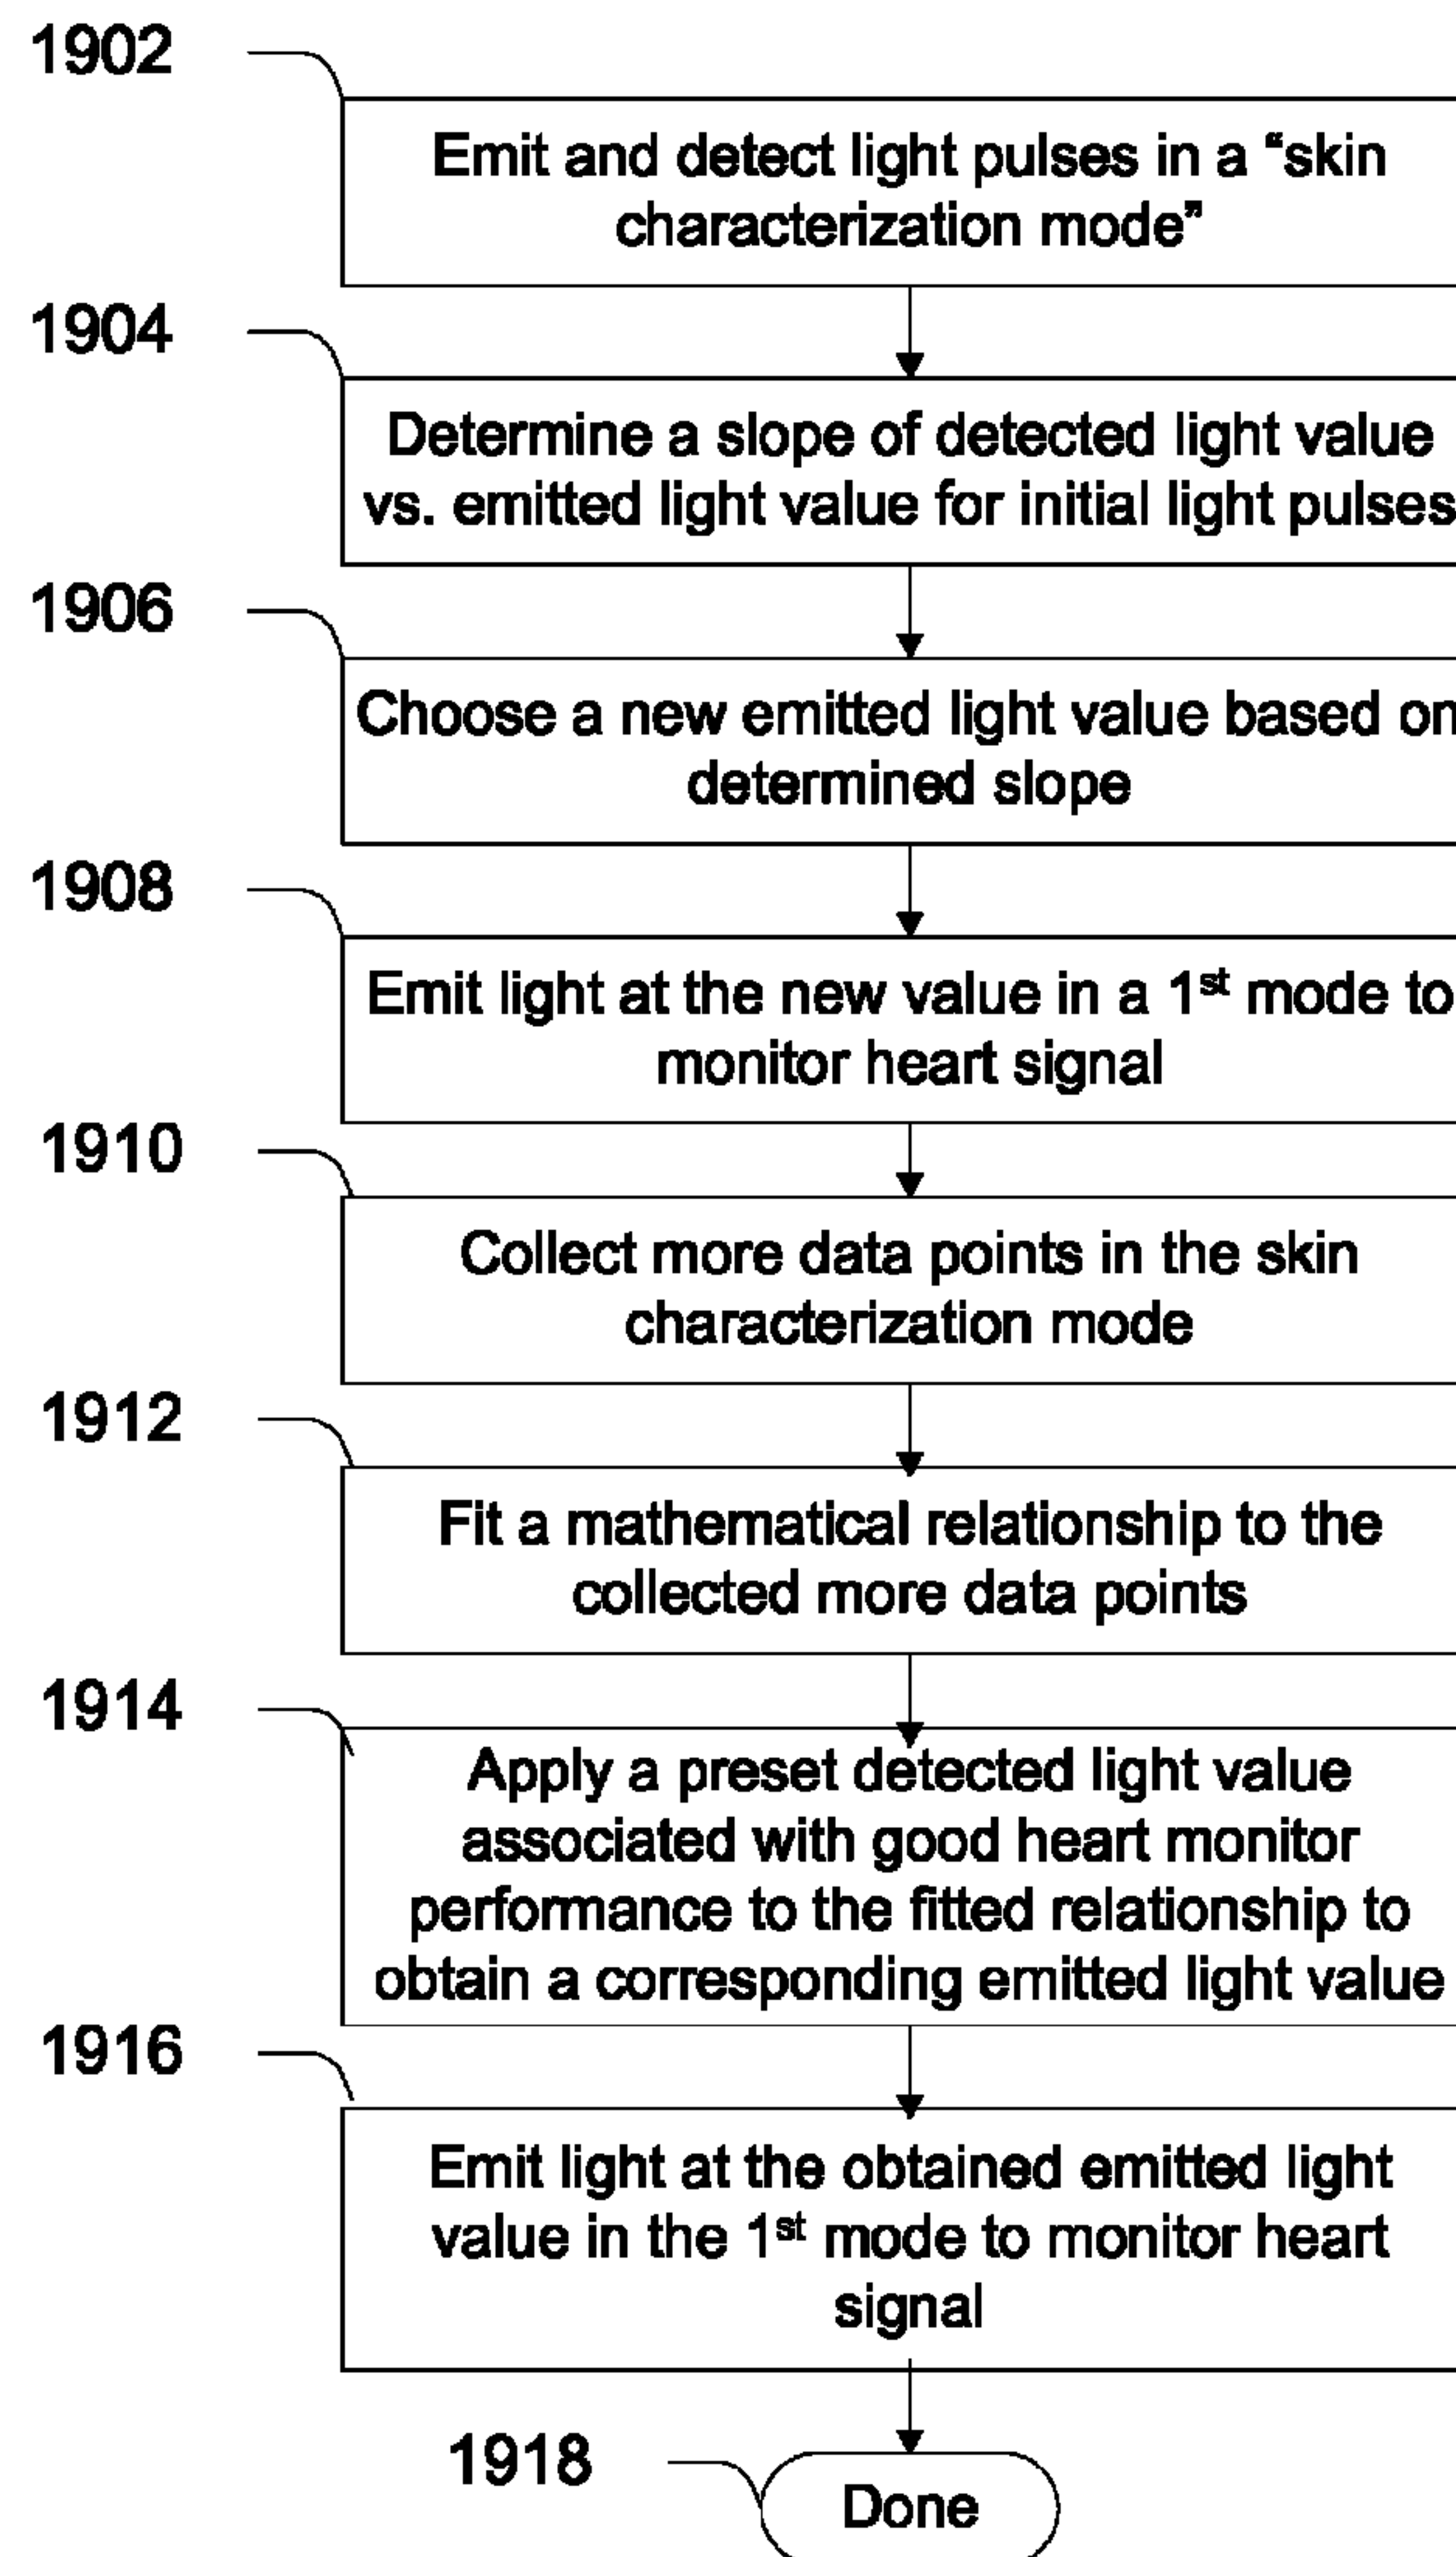 1902
Emit and detect light pulses in a “skin
characterization mode”
1904
Determine a slope of detected light value
vs. emitted light value for initial light pulses
1906
Choose a new emitted light value based on
determined slope
1908
Emit light at the new value in a 1st mode to
monitor heart signal
1910
Collect more data points in the skin
characterization mode
1912
Fit a mathematical relationship to the
collected more data points
1914
Apply a preset detected light value
associated with good heart monitor
performance to the fitted relationship to
obtain a corresponding emitted light value
1916
Emit light at the obtained emitted light
value in the 1st mode to monitor heart
signal
1918
Done